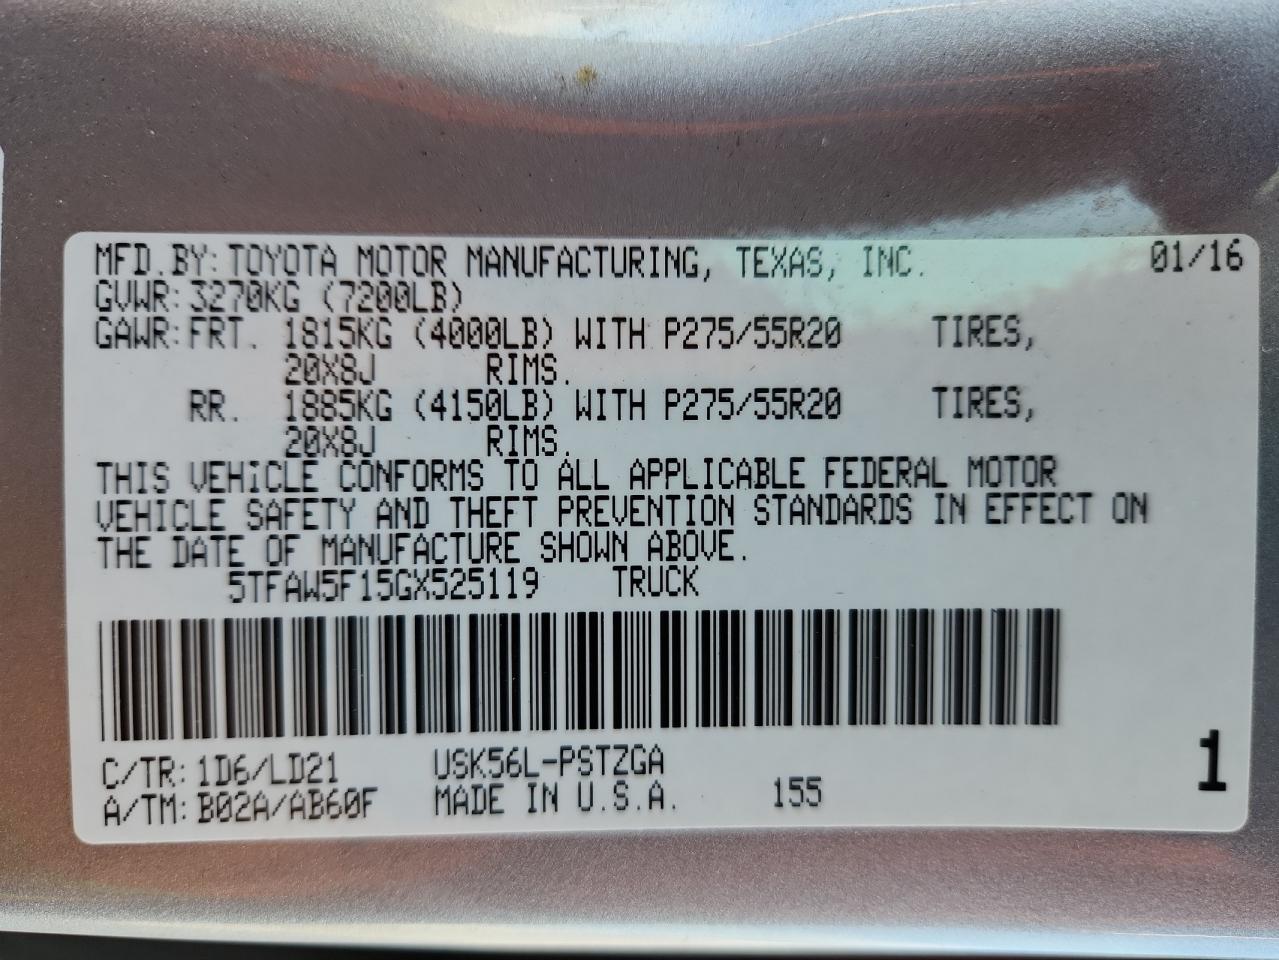 MFD.BY:TOYOTA MOTOR MANUFACTURING, TEXAS, INC. 01/16
GVWR:3270KG (7200LB)
GAWR:FRT. 1815KG (4000LB) WITH P275/55R20 TIRES,
20X8J RIMS.
RR. 1885KG (4150LB) WITH P275/55R20 TIRES,
20X8J RIMS.
THIS VEHICLE CONFORMS TO ALL APPLICABLE FEDERAL MOTOR
VEHICLE SAFETY AND THEFT PREVENTION STANDARDS IN EFFECT ON
THE DATE OF MANUFACTURE SHOWN ABOVE.
5TFAW5F15GX525119 TRUCK
C/TR:1D6/LD21 USK56L-PSTZGA
A/TM:B02A/AB60F MADE IN U.S.A. 155
1